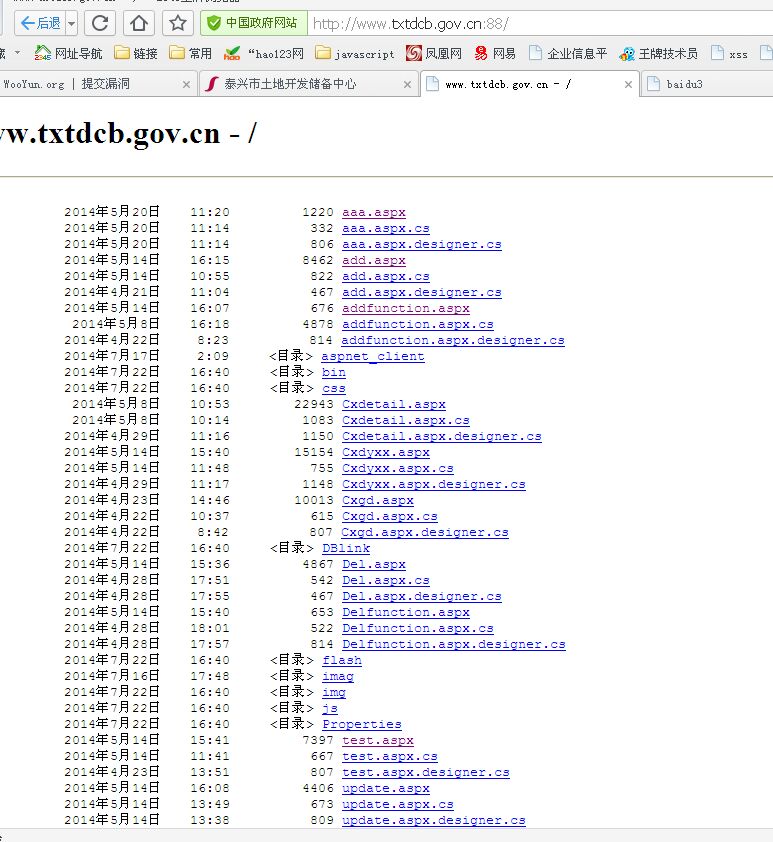 后退 中国政府网站 http://www.txtdcb.gov.cn:88/
网址导航 链接 常用 “hao123网 javascript 凤凰网 网易 企业信息平 王牌技术员 xss
WooYun.org | 提交漏洞 泰兴市土地开发储备中心 www.txtdcb.gov.cn - / baidu3
w.txtdcb.gov.cn - /
2014年5月20日 11:20 1220 aaa.aspx
2014年5月20日 11:14 332 aaa.aspx.cs
2014年5月20日 11:14 806 aaa.aspx.designer.cs
2014年5月14日 16:15 8462 add.aspx
2014年5月14日 10:55 822 add.aspx.cs
2014年4月21日 11:04 467 add.aspx.designer.cs
2014年5月14日 16:07 676 addfunction.aspx
2014年5月8日 16:18 4878 addfunction.aspx.cs
2014年4月22日 8:23 814 addfunction.aspx.designer.cs
2014年7月17日 2:09 <目录> aspnet_client
2014年7月22日 16:40 <目录> bin
2014年7月22日 16:40 <目录> css
2014年5月8日 10:53 22943 Cxdetail.aspx
2014年5月8日 10:14 1083 Cxdetail.aspx.cs
2014年4月29日 11:16 1150 Cxdetail.aspx.designer.cs
2014年5月14日 15:40 15154 Cxdyxx.aspx
2014年5月14日 11:48 755 Cxdyxx.aspx.cs
2014年4月29日 11:17 1148 Cxdyxx.aspx.designer.cs
2014年4月23日 14:46 10013 Cxgd.aspx
2014年4月22日 10:37 615 Cxgd.aspx.cs
2014年4月22日 8:42 807 Cxgd.aspx.designer.cs
2014年7月22日 16:40 <目录> DBlink
2014年5月14日 15:36 4867 Del.aspx
2014年4月28日 17:51 542 Del.aspx.cs
2014年4月28日 17:55 467 Del.aspx.designer.cs
2014年5月14日 15:40 653 Delfunction.aspx
2014年4月28日 18:01 522 Delfunction.aspx.cs
2014年4月28日 17:57 814 Delfunction.aspx.designer.cs
2014年7月22日 16:40 <目录> flash
2014年7月16日 17:48 <目录> imag
2014年7月22日 16:40 <目录> img
2014年7月22日 16:40 <目录> js
2014年7月22日 16:40 <目录> Properties
2014年5月14日 15:41 7397 test.aspx
2014年5月14日 11:41 667 test.aspx.cs
2014年4月23日 13:51 807 test.aspx.designer.cs
2014年5月14日 16:08 4406 update.aspx
2014年5月14日 13:49 673 update.aspx.cs
2014年5月14日 13:38 809 update.aspx.designer.cs